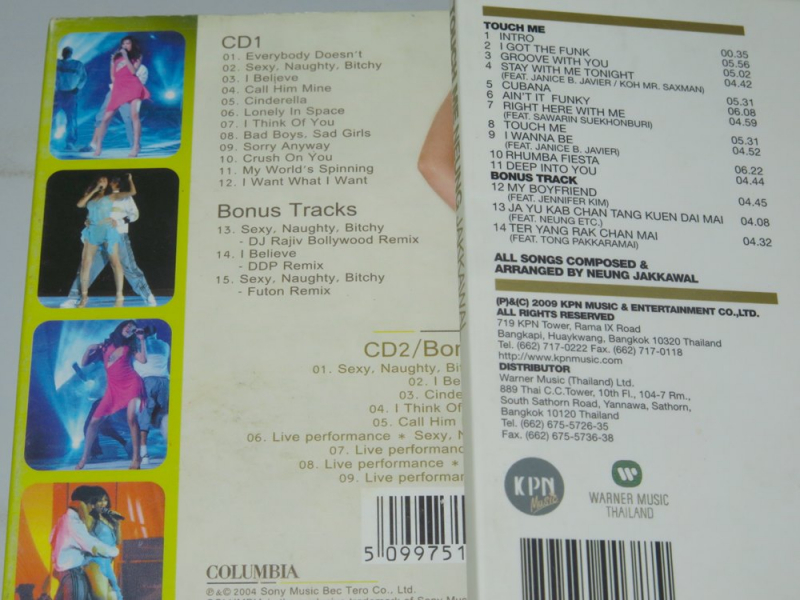 CD1
01. Everybody Doesn't
02. Sexy, Naughty, Bitchy
03. I Believe
04. Call Him Mine
05. Cinderella
06. Lonely In Space
07. I Think Of You
08. Bad Boys, Sad Girls
09. Sorry Anyway
10. Crush On You
11. My World's Spinning
12. I Want What I Want
Bonus Tracks
13. Sexy, Naughty, Bitchy
- DJ Rajiv Bollywood Remix
14. I Believe
- DDP Remix
15. Sexy, Naughty, Bitchy
- Futon Remix
CD2/Bon
01. Sexy, Naughty, Bit
02. I Be
03. Cinde
04. I Think Of
05. Call Him
06. Live performance * Sexy, N
07. Live performanc
08. Live performance *
09. Live performa
5 099751
COLUMBIA
℗&© 2004 Sony Music Bec Tero Co., Ltd.
JAKKAWAL
TOUCH ME
1 INTRO 00.35
2 I GOT THE FUNK 05.56
3 GROOVE WITH YOU 05.02
4 STAY WITH ME TONIGHT 04.42
(FEAT. JANICE B. JAVIER / KOH MR. SAXMAN)
5 CUBANA 05.31
6 AIN'T IT FUNKY 06.08
7 RIGHT HERE WITH ME 04.59
(FEAT. SAWARIN SUEKHONBURI)
8 TOUCH ME 05.31
9 I WANNA BE 04.52
(FEAT. JANICE B. JAVIER)
10 RHUMBA FIESTA 06.22
11 DEEP INTO YOU 04.44
BONUS TRACK
12 MY BOYFRIEND 04.45
(FEAT. JENNIFER KIM)
13 JA YU KAB CHAN TANG KUEN DAI MAI 04.08
(FEAT. NEUNG ETC.)
14 TER YANG RAK CHAN MAI 04.32
(FEAT. TONG PAKKARAMAI)
ALL SONGS COMPOSED &
ARRANGED BY NEUNG JAKKAWAL
(P)&(C) 2009 KPN MUSIC & ENTERTAINMENT CO.,LTD.
ALL RIGHTS RESERVED
719 KPN Tower, Rama IX Road
Bangkapi, Huaykwang, Bangkok 10320 Thailand
Tel. (662) 717-0222 Fax. (662) 717-0118
http://www.kpnmusic.com
DISTRIBUTOR
Warner Music (Thailand) Ltd.
889 Thai C.C.Tower, 10th Fl., 104-7 Rm.,
South Sathorn Road, Yannawa, Sathorn,
Bangkok 10120 Thailand
Tel. (662) 675-5726-35
Fax. (662) 675-5736-38
KPN
Music
WARNER MUSIC
THAILAND